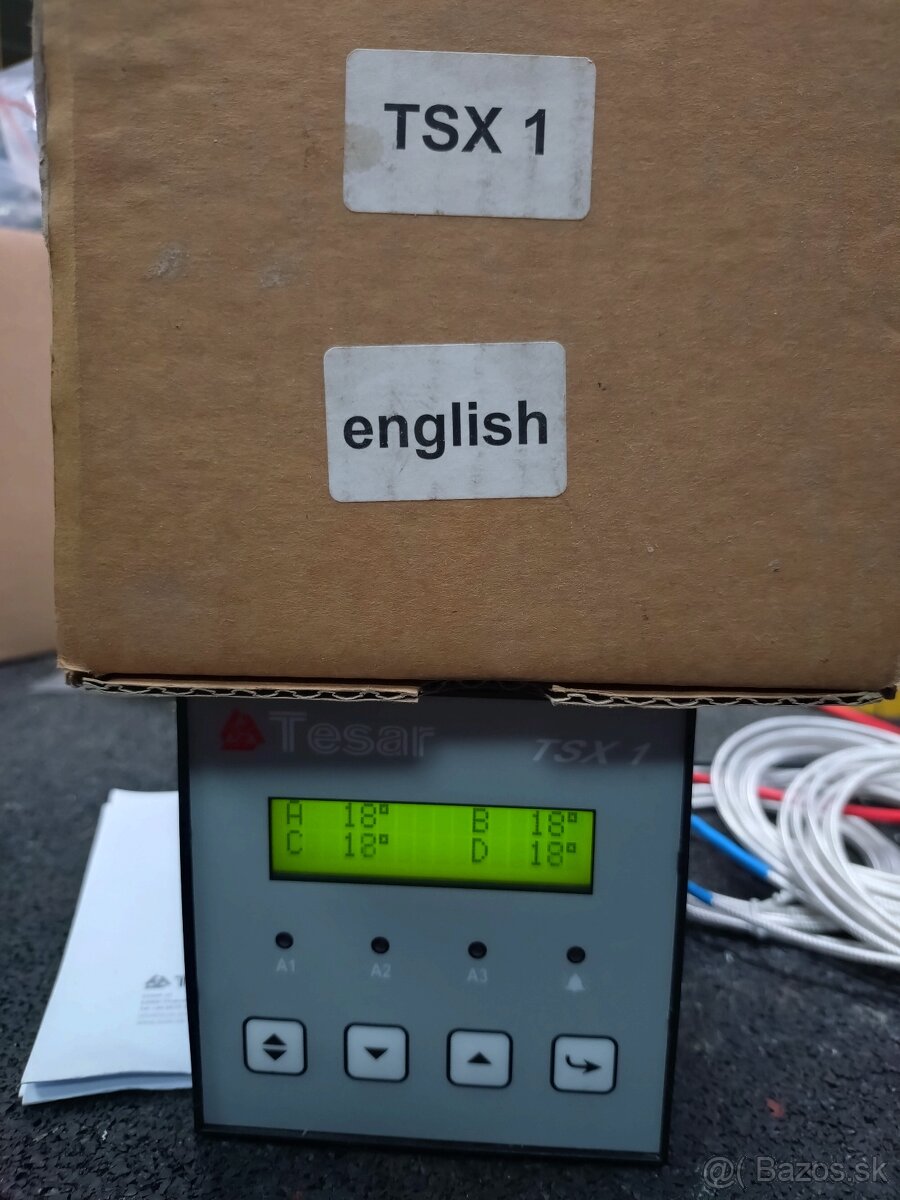 TSX 1
english
Tesar
TSX 1
A 18° B 18°
C 18° D 18°
A1 A2 A3
@( Bazos.sk